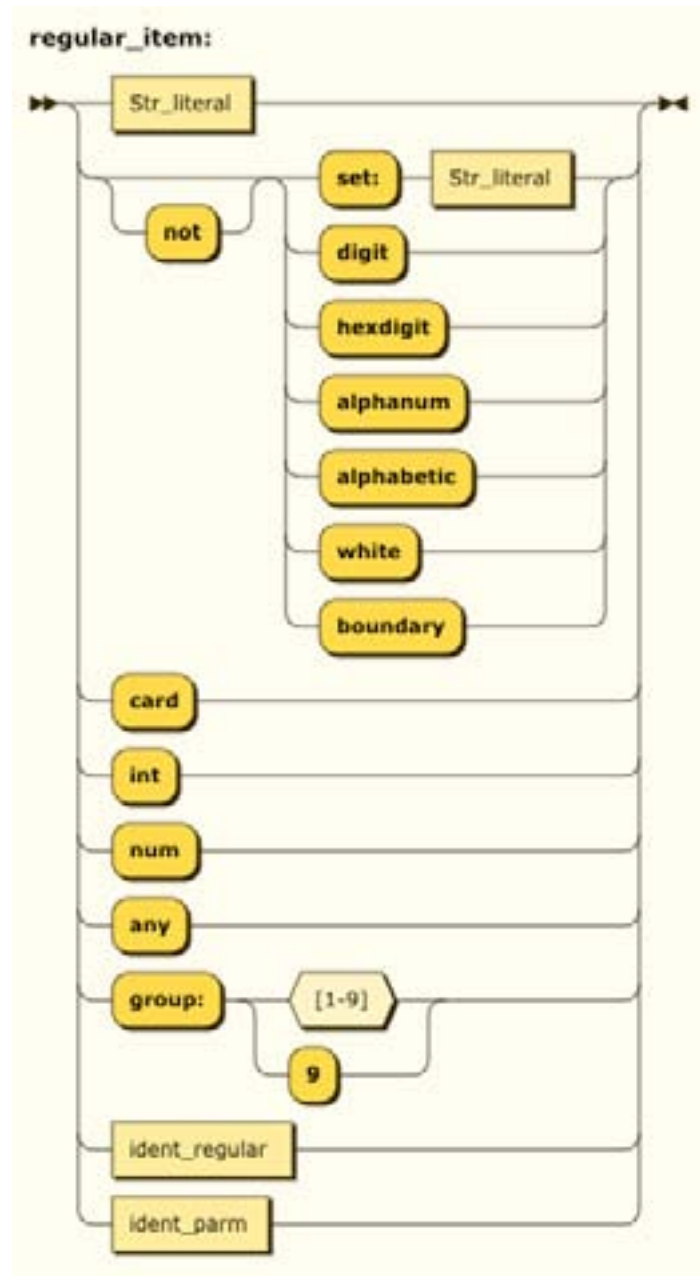 regular_item:
Str_literal
set: Str_literal
not
digit
hexdigit
alphanum
alphabetic
white
boundary
card
int
num
any
group: [1-9]
9
ident_regular
ident_parm